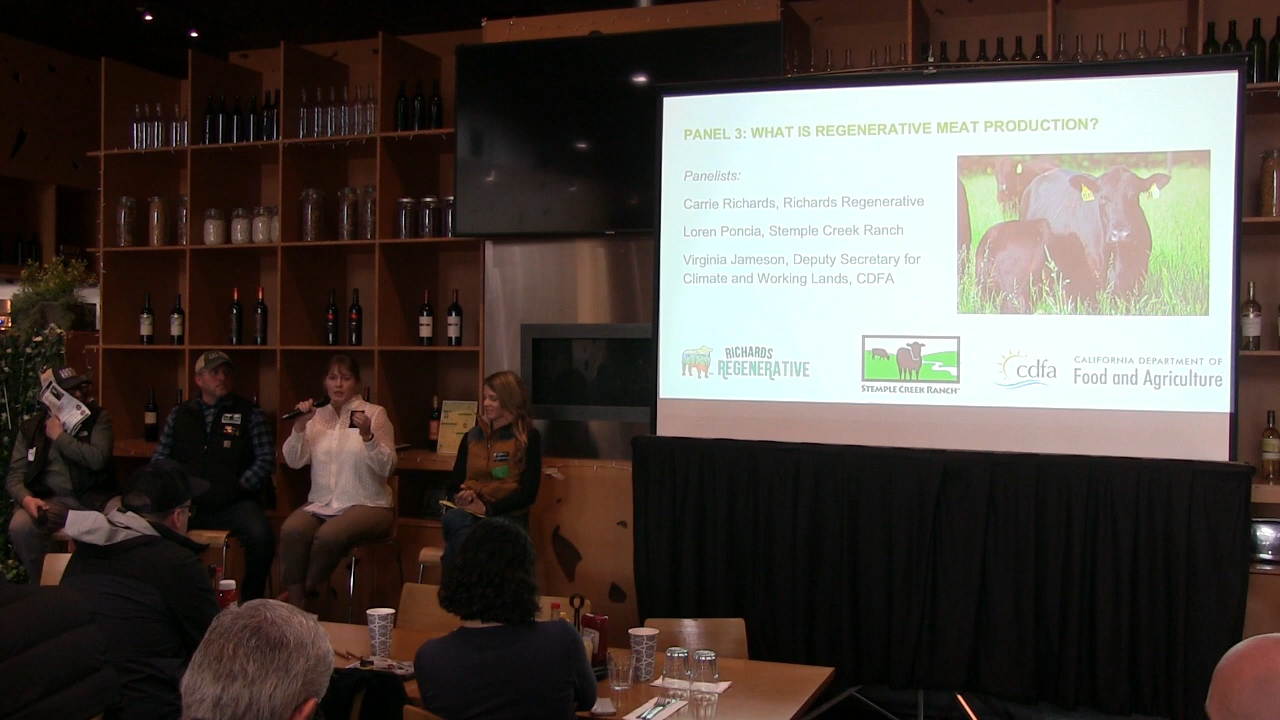 PANEL 3: WHAT IS REGENERATIVE MEAT PRODUCTION?
Panelists:
Carrie Richards, Richards Regenerative
Loren Poncia, Stemple Creek Ranch
Virginia Jameson, Deputy Secretary for
Climate and Working Lands, CDFA
RICHARDS
REGENERATIVE
STEMPLE CREEK RANCH
cdfa
CALIFORNIA DEPARTMENT OF
Food and Agriculture